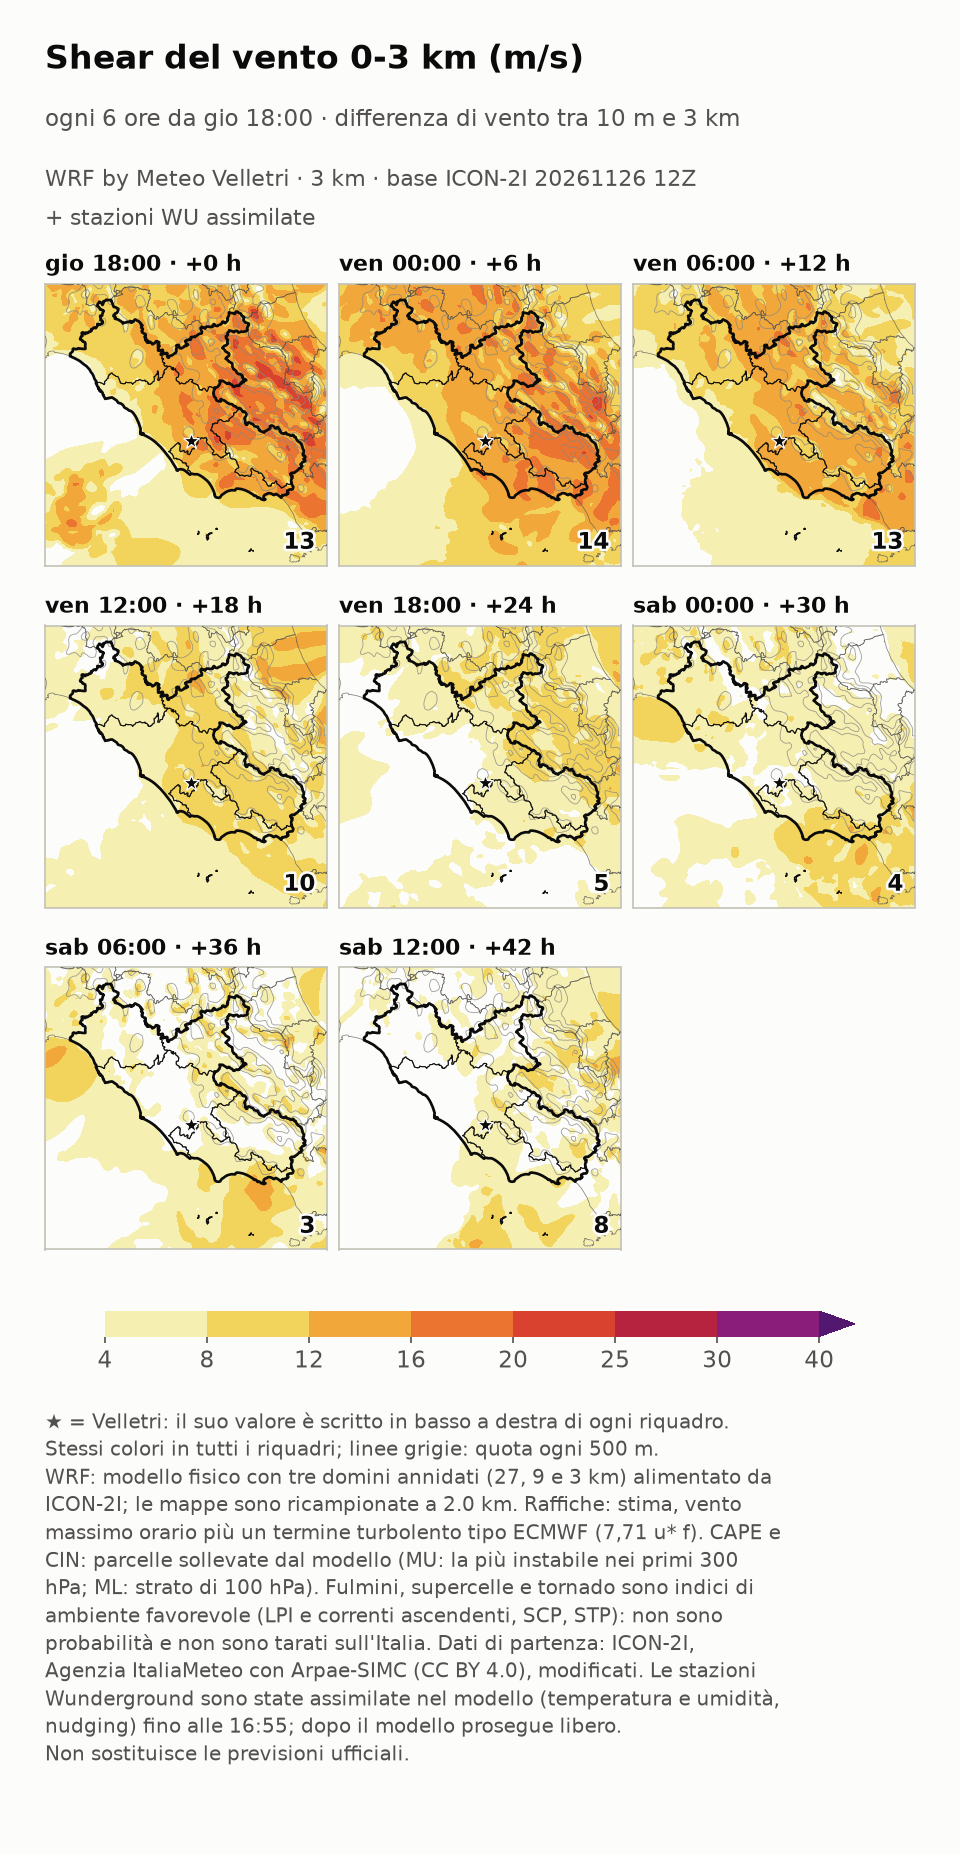 Shear del vento 0-3 km (m/s)
ogni 6 ore da gio 18:00 · differenza di vento tra 10 m e 3 km
WRF by Meteo Velletri · 3 km · base ICON-2I 20261126 12Z
+ stazioni WU assimilate
gio 18:00 · +0 h
ven 00:00 · +6 h
ven 06:00 · +12 h
13
14
13
ven 12:00 · +18 h
ven 18:00 · +24 h
sab 00:00 · +30 h
10
5
4
sab 06:00 · +36 h
sab 12:00 · +42 h
3
8
4 8 12 16 20 25 30 40
★ = Velletri: il suo valore è scritto in basso a destra di ogni riquadro.
Stessi colori in tutti i riquadri; linee grigie: quota ogni 500 m.
WRF: modello fisico con tre domini annidati (27, 9 e 3 km) alimentato da
ICON-2I; le mappe sono ricampionate a 2.0 km. Raffiche: stima, vento
massimo orario più un termine turbolento tipo ECMWF (7,71 u* f). CAPE e
CIN: parcelle sollevate dal modello (MU: la più instabile nei primi 300
hPa; ML: strato di 100 hPa). Fulmini, supercelle e tornado sono indici di
ambiente favorevole (LPI e correnti ascendenti, SCP, STP): non sono
probabilità e non sono tarati sull'Italia. Dati di partenza: ICON-2I,
Agenzia ItaliaMeteo con Arpae-SIMC (CC BY 4.0), modificati. Le stazioni
Wunderground sono state assimilate nel modello (temperatura e umidità,
nudging) fino alle 16:55; dopo il modello prosegue libero.
Non sostituisce le previsioni ufficiali.